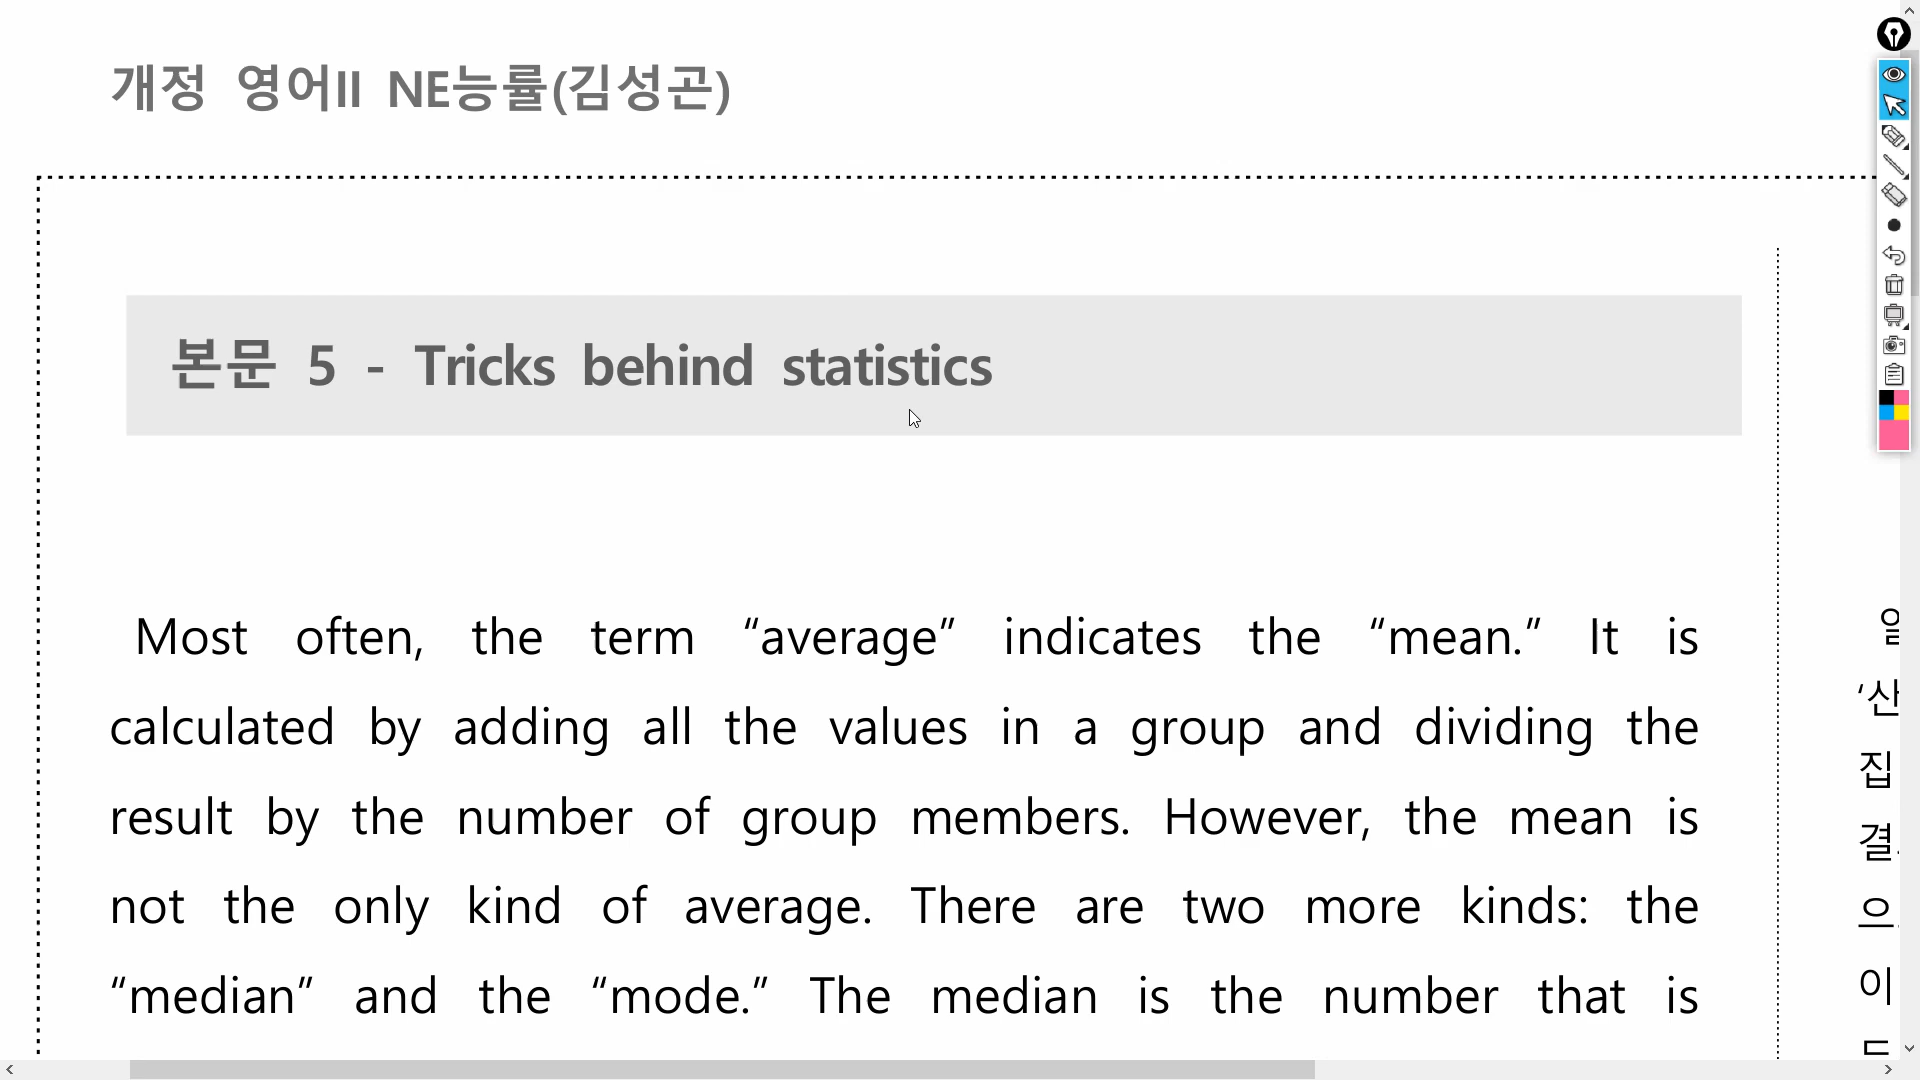 개정 영어II NE능률(김성곤)
본문 5 - Tricks behind statistics
Most often, the term “average” indicates the “mean.” It is
calculated by adding all the values in a group and dividing the
result by the number of group members. However, the mean is
not the only kind of average. There are two more kinds: the
“median” and the “mode.” The median is the number that is
‘산
집
결
으
이